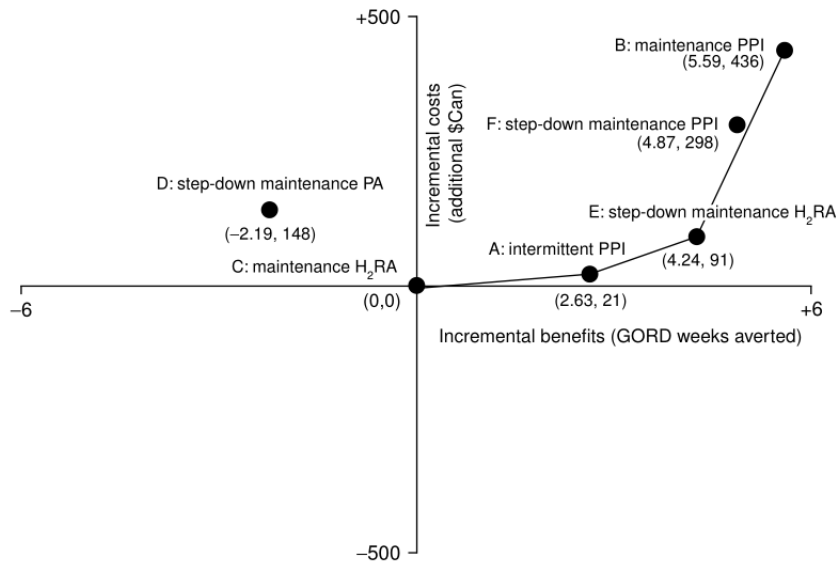 +500
B: maintenance PPI
(5.59, 436)
Incremental costs
(additional $Can)
F: step-down maintenance PPI
(4.87, 298)
D: step-down maintenance PA
(−2.19, 148)
E: step-down maintenance H₂RA
(4.24, 91)
A: intermittent PPI
(2.63, 21)
C: maintenance H₂RA
(0,0)
−6
+6
Incremental benefits (GORD weeks averted)
−500